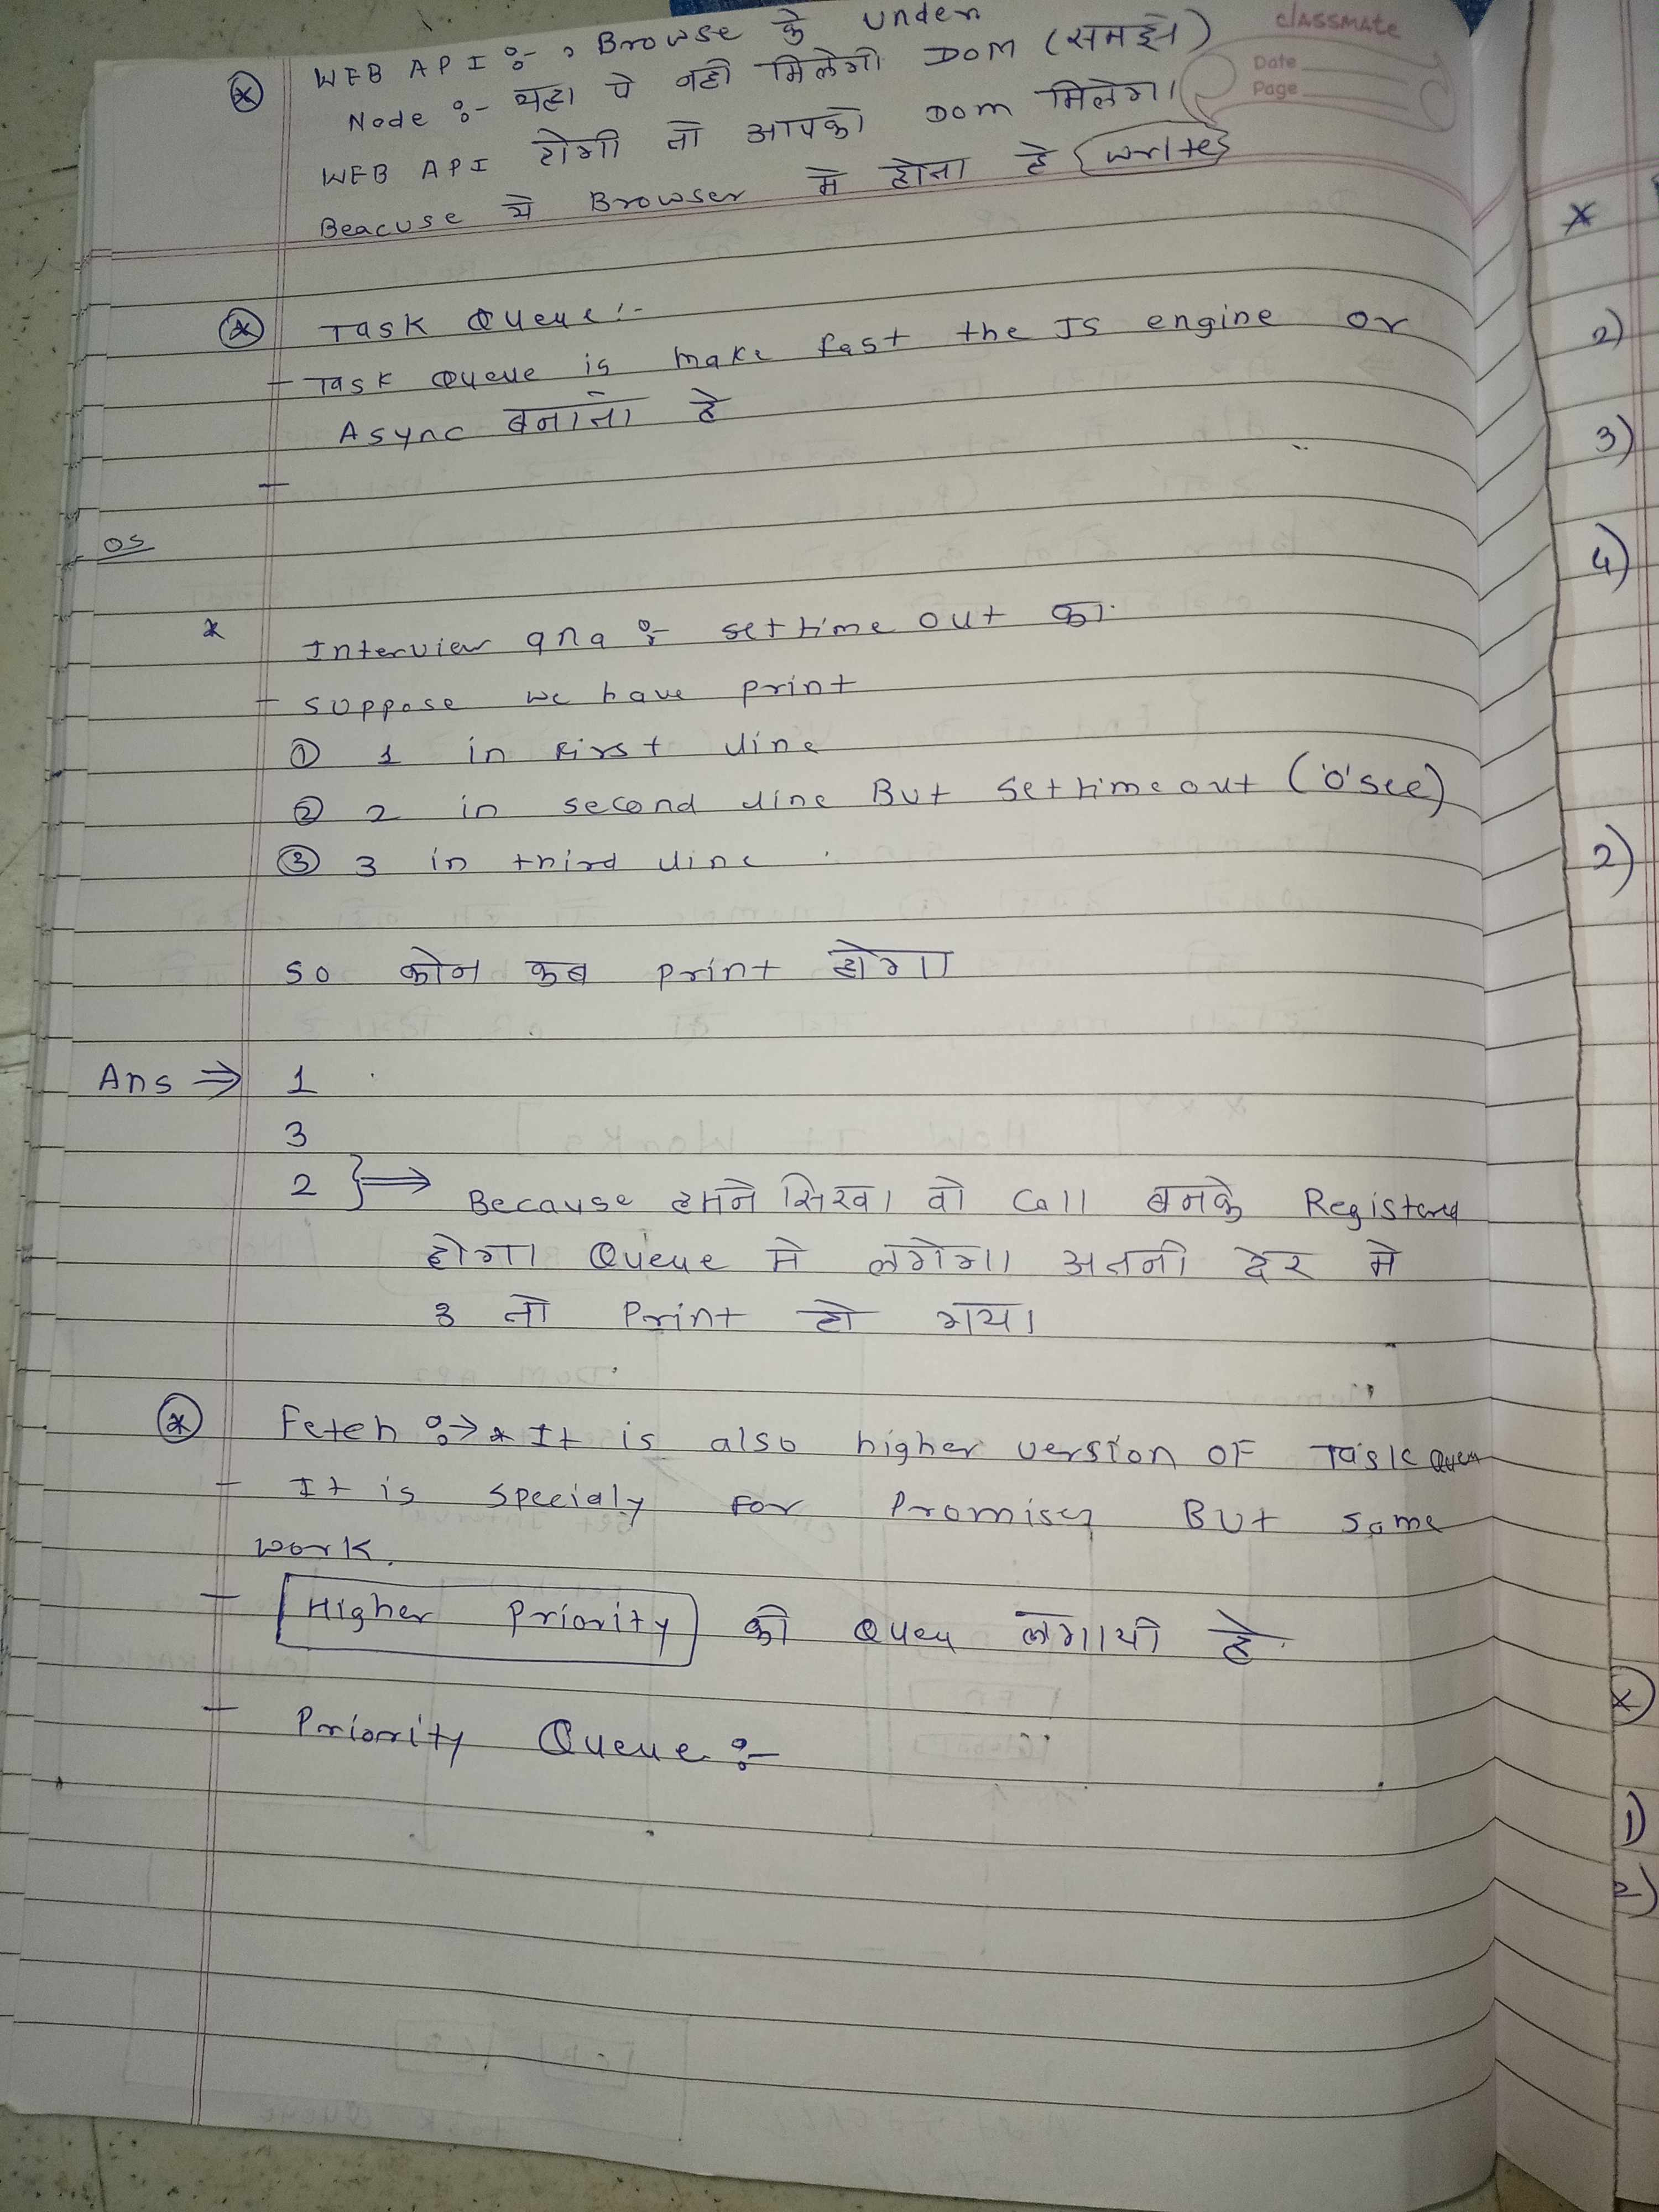 classmate
Date
Page
WEB API :- Browse के under
Node :- यहा पे नही मिलेगी DOM (समझे)
WEB API होगी तो आपको DOM मिलेगा
Beacuse ये Browser मे होता है {write}
Task Queue :-
- Task Queue is make fast the JS engine or
Async बनाता है
-
OS
* Interview qna :- settime out का
- suppose we have print
① 1 in first line
② 2 in second line But settimeout ('0'sec)
③ 3 in third line
so कोन कब print होगा
Ans ⇒ 1
3
2 } ⇒ Because हमने सिखा वो Call बनके Registerd
होगा Queue मे लगेगा अतनी देर मे
3 तो Print हो गया
Feteh :→ * It is also higher version OF Task Queu
- It is specialy For Promises But same
work.
- Higher Priority की Queu लगायी है
- Priority Queue :-
*
2)
3)
4)
2)
1)
2)